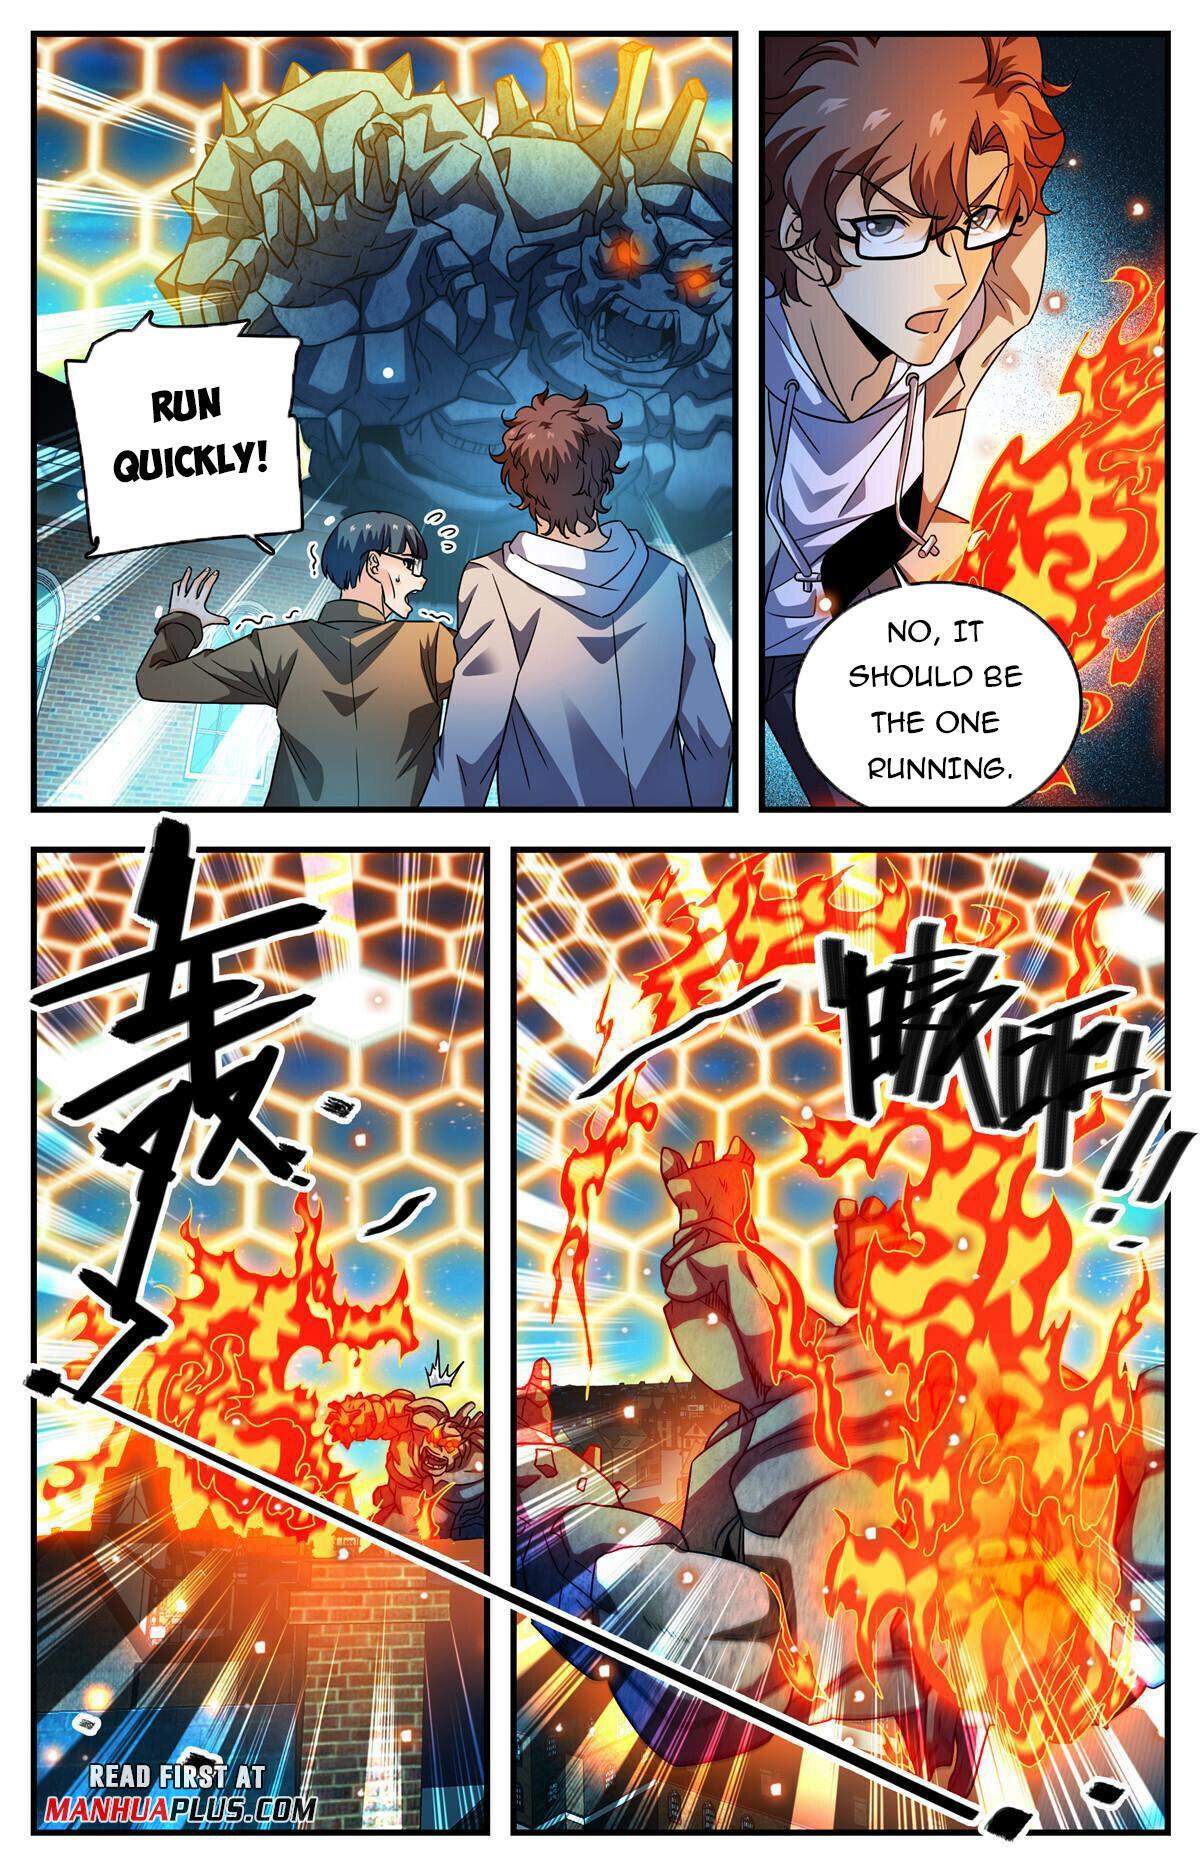 RUN
QUICKLY!
NO, IT
SHOULD BE
THE ONE
RUNNING.
轰
嗷呼!!
READ FIRST AT
MANHUAPLUS.COM